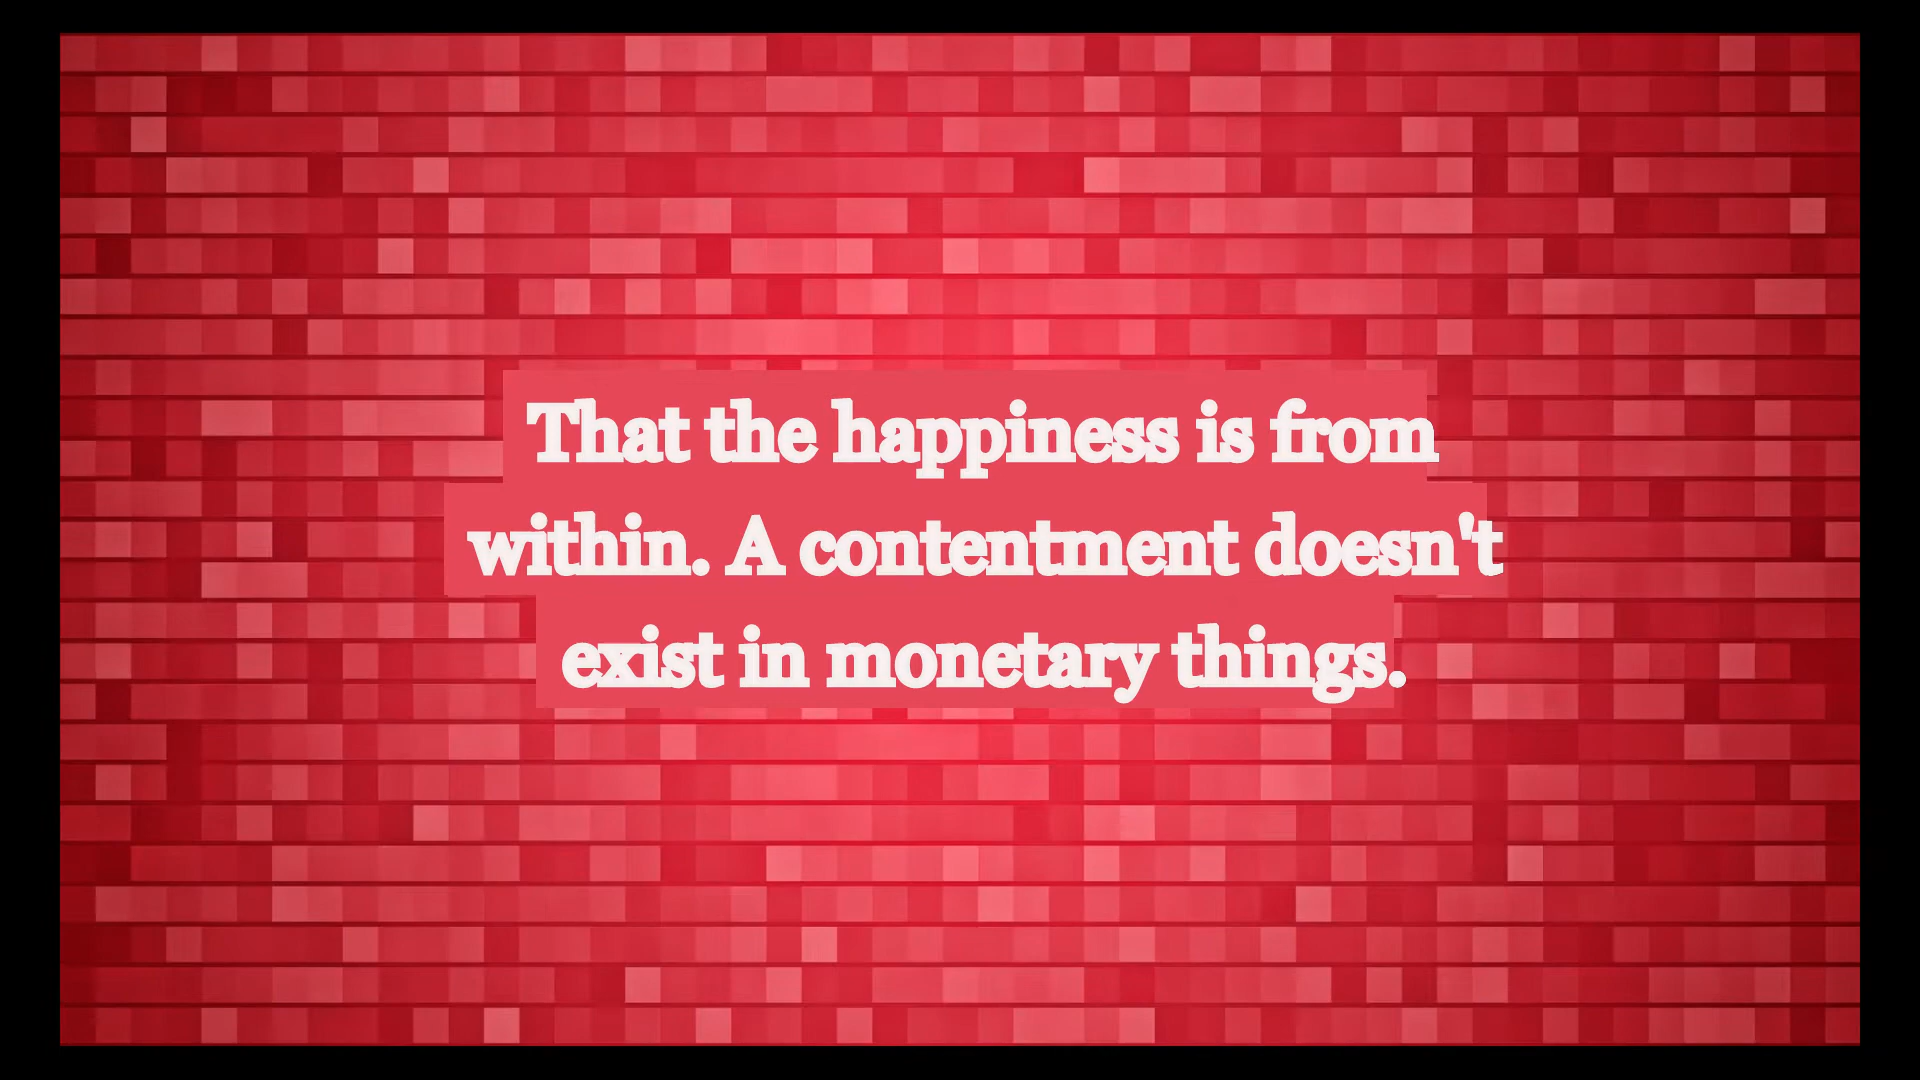 That the happiness is from
within. A contentment doesn't
exist in monetary things.